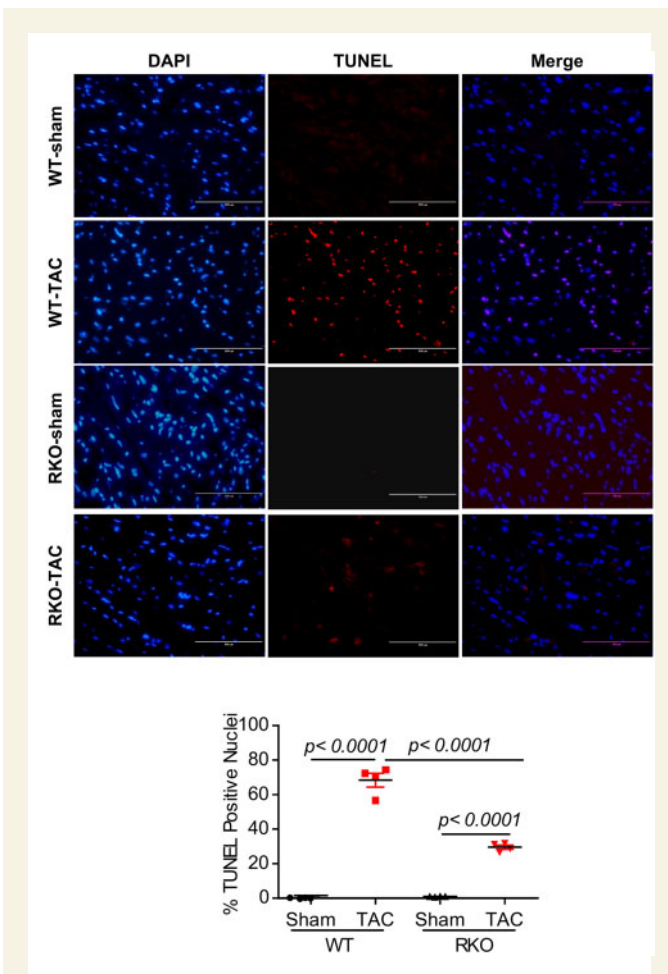 DAPI TUNEL Merge
WT-sham
WT-TAC
RKO-sham
RKO-TAC
% TUNEL Positive Nuclei
100
80
60
40
20
0
p< 0.0001 p< 0.0001
p< 0.0001
Sham TAC Sham TAC
WT RKO